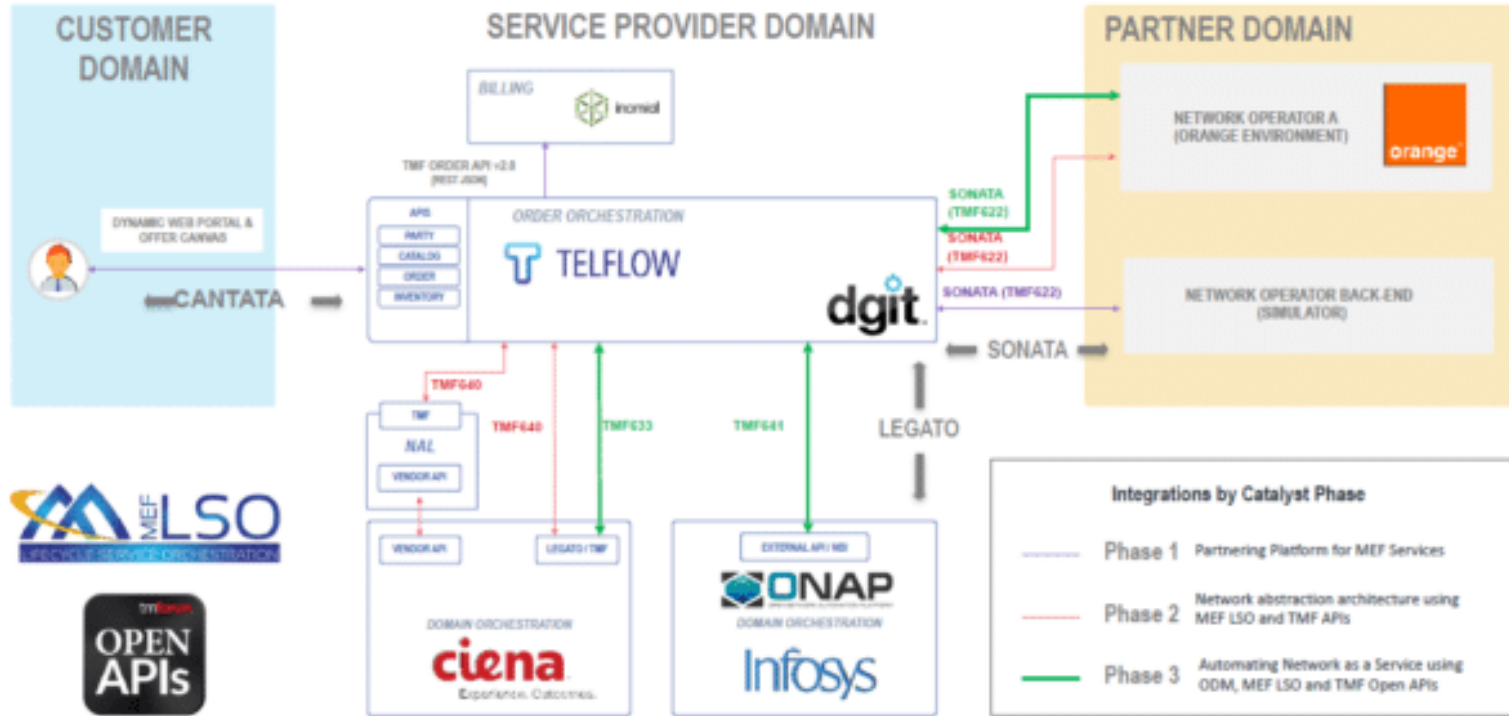 CUSTOMER
DOMAIN
SERVICE PROVIDER DOMAIN
PARTNER DOMAIN
BILLING
inomial
TMF ORDER API v2.0
(REST JSON)
NETWORK OPERATOR A
(ORANGE ENVIRONMENT)
orange
DYNAMIC WEB PORTAL &
OFFER CANVAS
APIS
PARTY
CATALOG
ORDER
INVENTORY
ORDER ORCHESTRATION
TELFLOW
dgit
SONATA
(TMF622)
SONATA
(TMF622)
SONATA (TMF622)
NETWORK OPERATOR BACK-END
(SIMULATOR)
CANTATA
SONATA
LEGATO
TMF640
TMF640
TMF633
TMF641
TMF
NAL
VENDOR API
VENDOR API
LEGATO / TMF
EXTERNAL API / NBI
ONAP
OPEN NETWORK AUTOMATION PLATFORM
DOMAIN ORCHESTRATION
ciena
Experience. Outcomes.
DOMAIN ORCHESTRATION
Infosys
MEF
LSO
LIFECYCLE SERVICE ORCHESTRATION
tmforum
OPEN
APIs
Integrations by Catalyst Phase
Phase 1 Partnering Platform for MEF Services
Phase 2 Network abstraction architecture using
MEF LSO and TMF APIs
Phase 3 Automating Network as a Service using
ODM, MEF LSO and TMF Open APIs